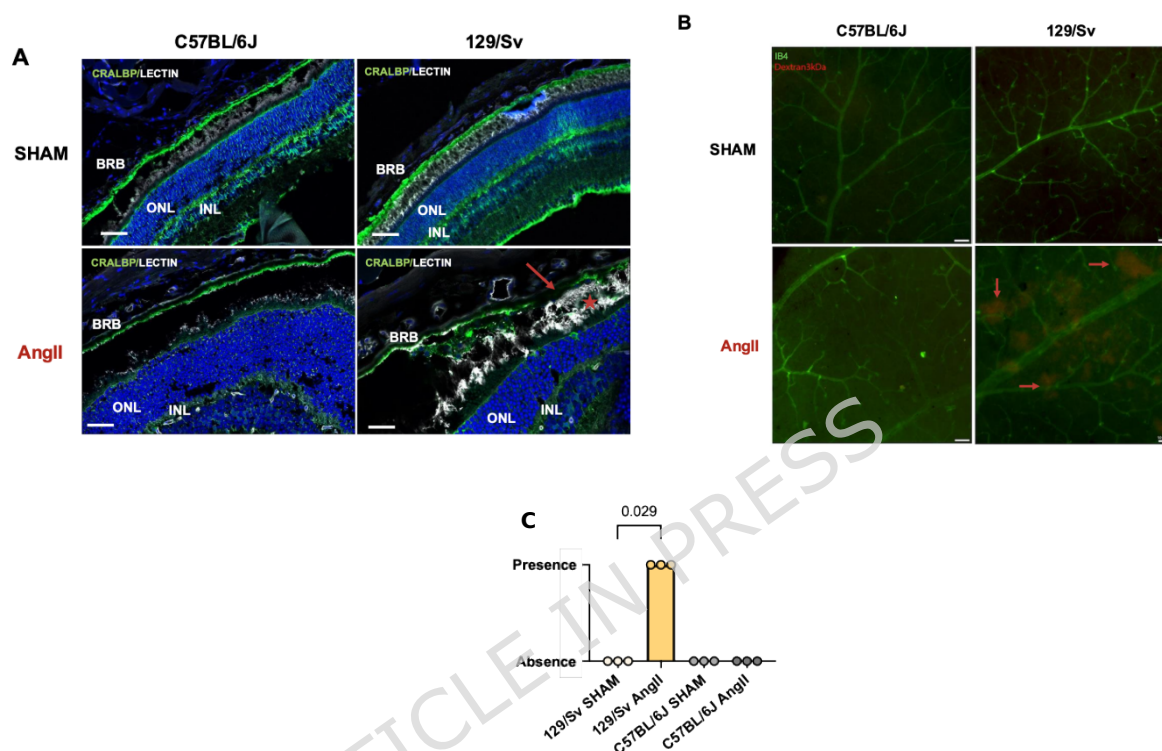 A
C57BL/6J
129/Sv
SHAM
CRALBP/LECTIN
BRB
ONL
INL
CRALBP/LECTIN
BRB
ONL
INL
AngII
CRALBP/LECTIN
BRB
ONL
INL
CRALBP/LECTIN
BRB
ONL
INL
B
C57BL/6J
129/Sv
SHAM
IB4
Dextran3kDa
AngII
C
0.029
Presence
Absence
129/Sv SHAM
129/Sv AngII
C57BL/6J SHAM
C57BL/6J AngII
ICLE IN PRESS